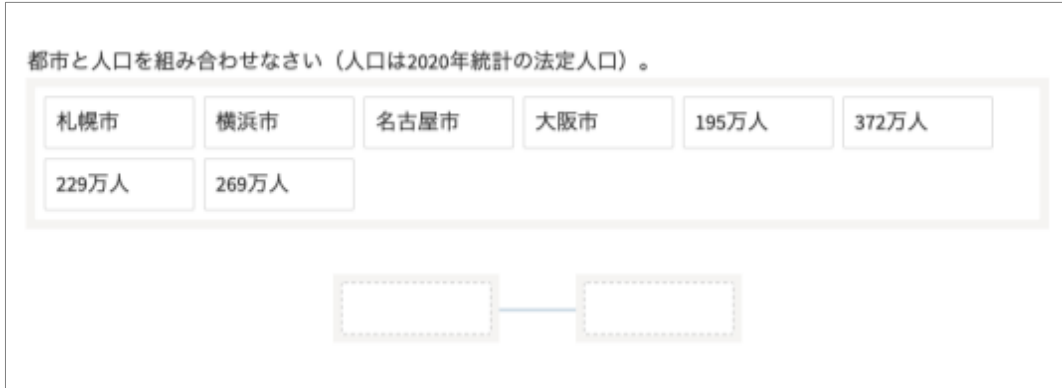 都市と人口を組み合わせなさい（人口は2020年統計の法定人口）。
札幌市 横浜市 名古屋市 大阪市 195万人 372万人
229万人 269万人